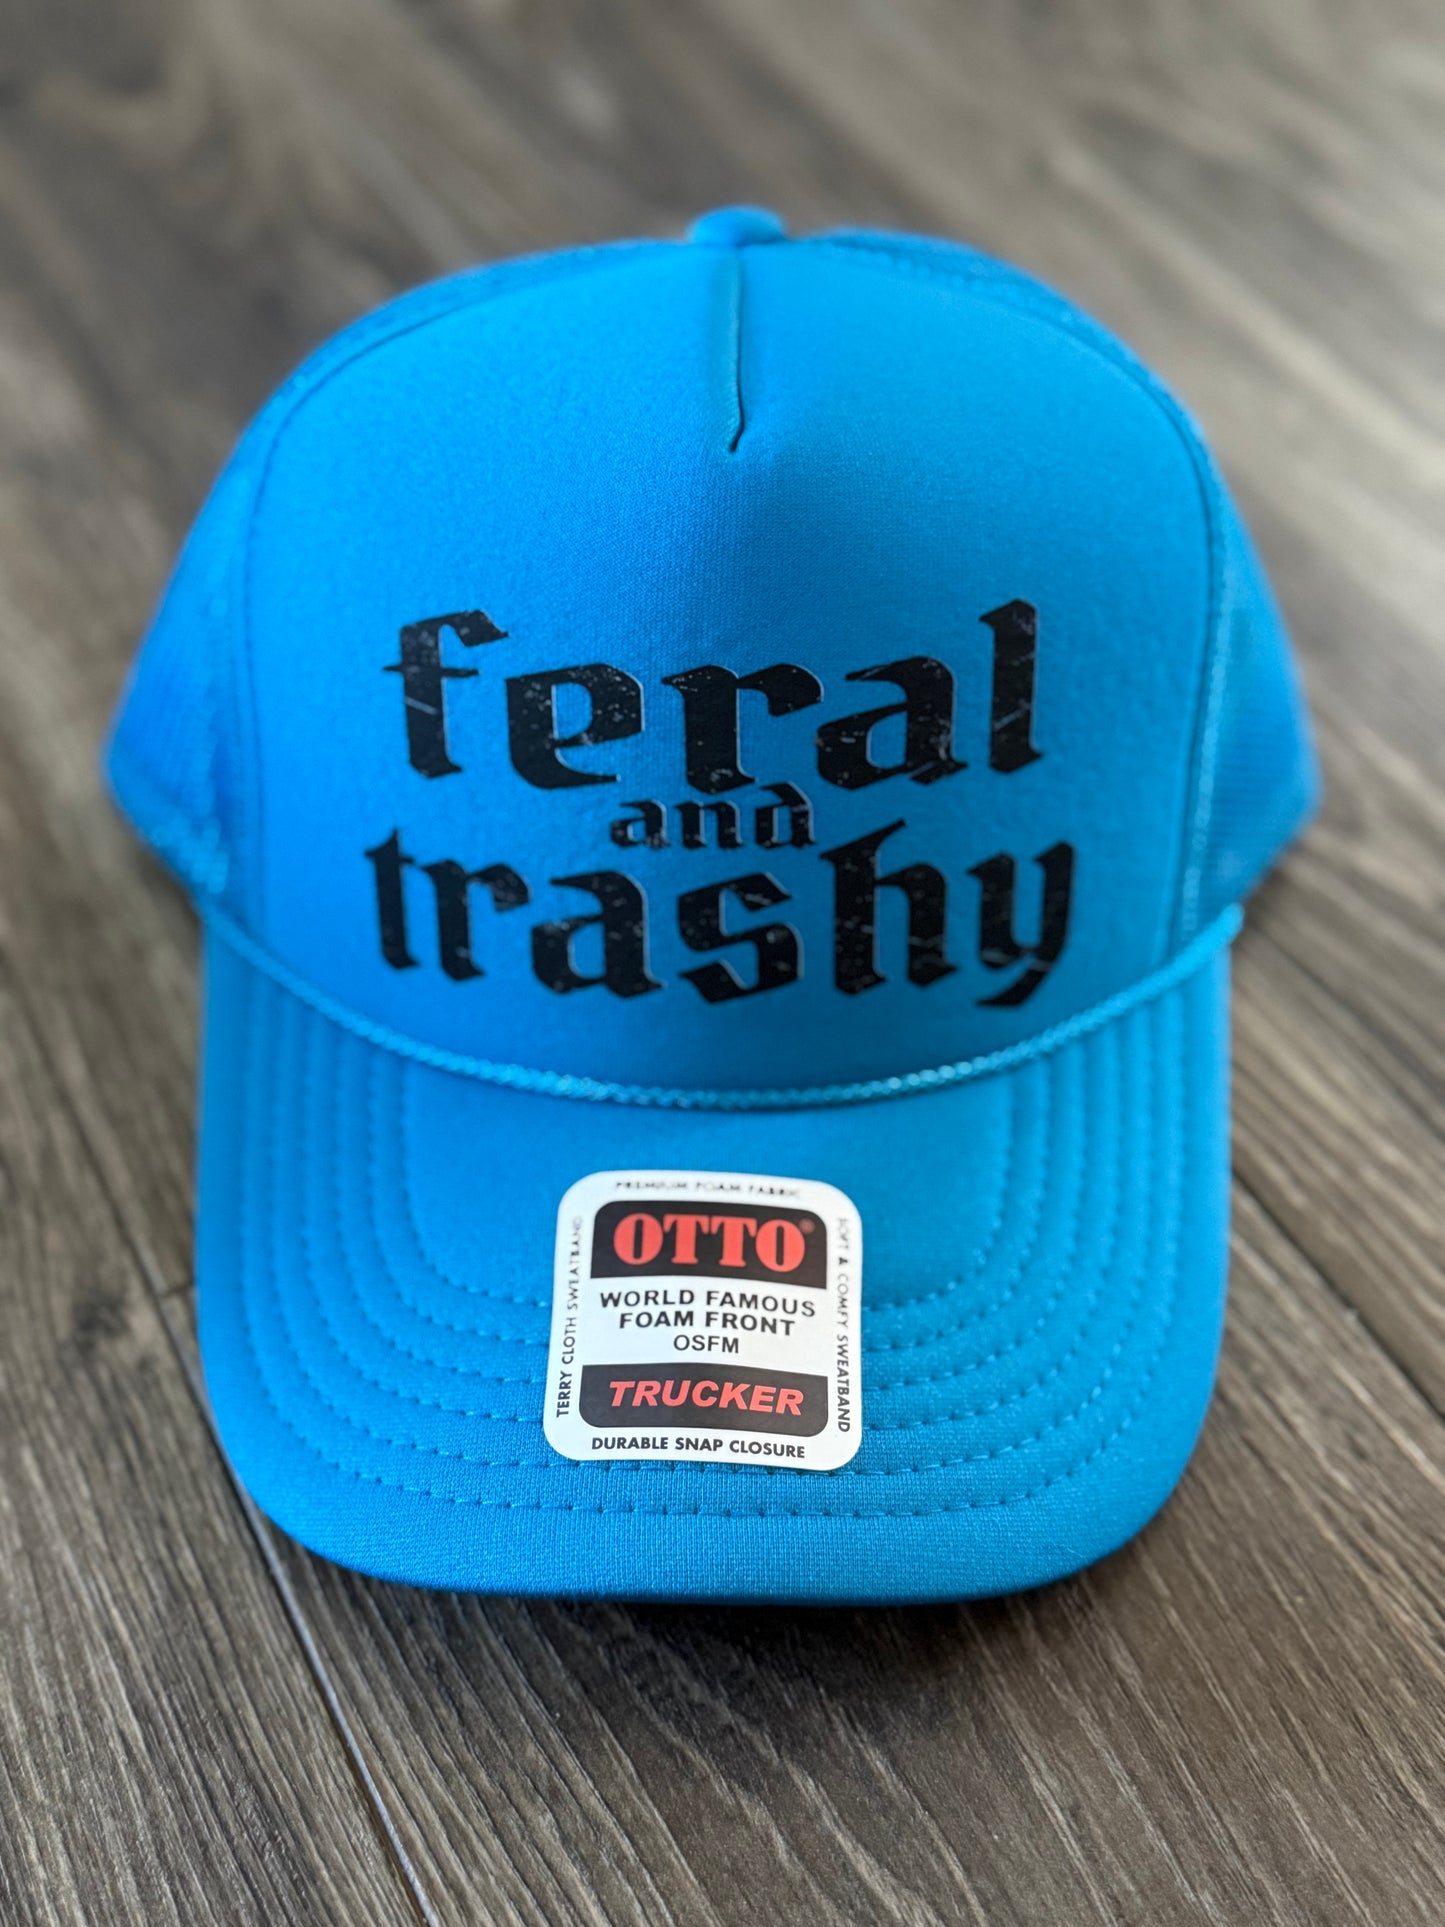 feral
and
trashy
PREMIUM FOAM FABRIC
OTTO®
WORLD FAMOUS
FOAM FRONT
OSFM
TRUCKER
DURABLE SNAP CLOSURE
TERRY CLOTH SWEATBAND
SOFT & COMFY SWEATBAND